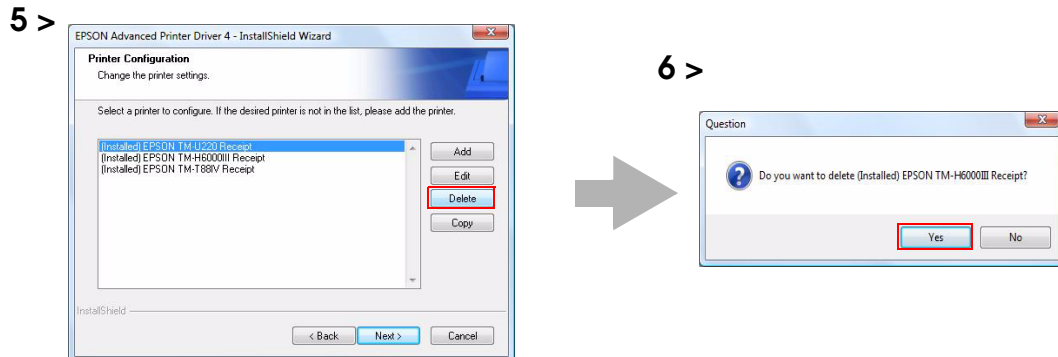 5 >
EPSON Advanced Printer Driver 4 - InstallShield Wizard
Printer Configuration
Change the printer settings.
Select a printer to configure. If the desired printer is not in the list, please add the printer.
(Installed) EPSON TM-U220 Receipt
(Installed) EPSON TM-H6000III Receipt
(Installed) EPSON TM-T88IV Receipt
Add
Edit
Delete
Copy
InstallShield
< Back
Next >
Cancel
6 >
Question
Do you want to delete (Installed) EPSON TM-H6000III Receipt?
Yes
No